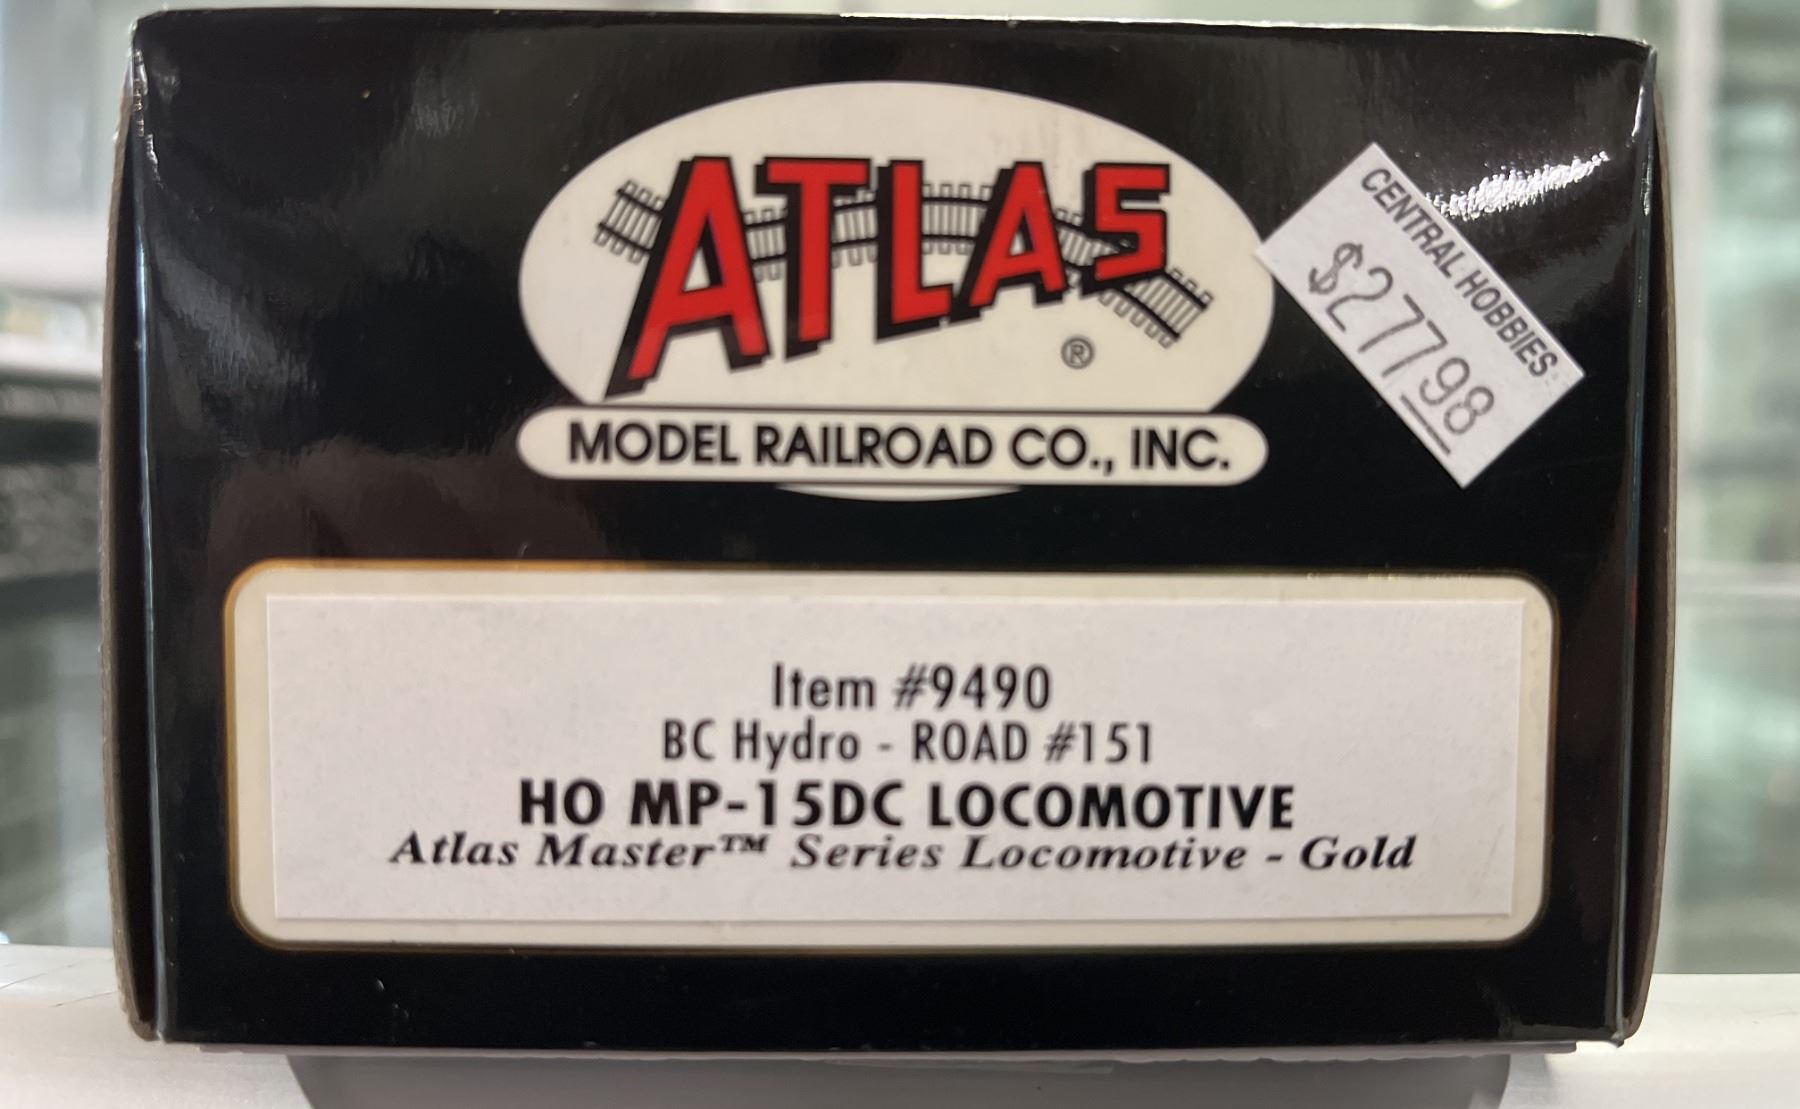 ATLAS
®
MODEL RAILROAD CO., INC.
CENTRAL HOBBIES
$277.98
Item #9490
BC Hydro - ROAD #151
HO MP-15DC LOCOMOTIVE
Atlas Master™ Series Locomotive - Gold